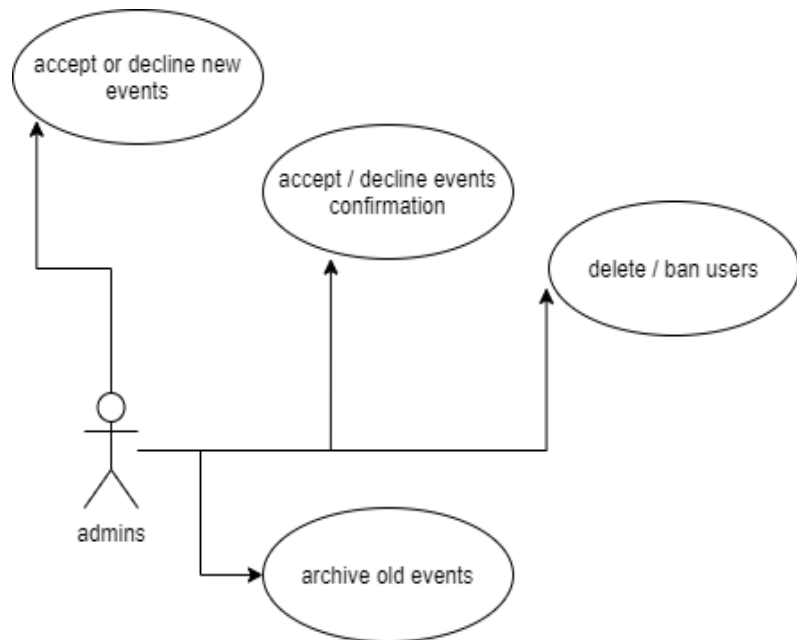 accept or decline new
events
accept / decline events
confirmation
delete / ban users
admins
archive old events